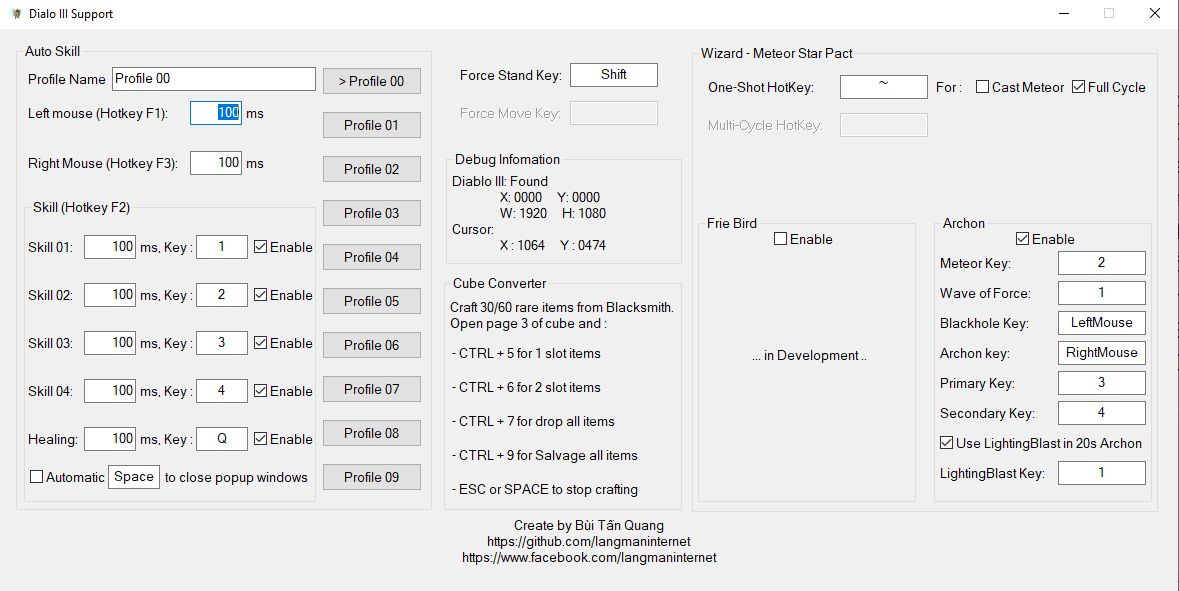 Dialo III Support
Auto Skill
Profile Name Profile 00
> Profile 00
Left mouse (Hotkey F1): 100 ms
Profile 01
Right Mouse (Hotkey F3): 100 ms
Profile 02
Skill (Hotkey F2)
Profile 03
Skill 01: 100 ms, Key : 1 Enable
Profile 04
Skill 02: 100 ms, Key : 2 Enable
Profile 05
Skill 03: 100 ms, Key : 3 Enable
Profile 06
Skill 04: 100 ms, Key : 4 Enable
Profile 07
Healing: 100 ms, Key : Q Enable
Profile 08
Automatic Space to close popup windows
Profile 09
Force Stand Key: Shift
Force Move Key:
Debug Infomation
Diablo III: Found
X: 0000 Y: 0000
W: 1920 H: 1080
Cursor:
X : 1064 Y : 0474
Cube Converter
Craft 30/60 rare items from Blacksmith.
Open page 3 of cube and :
- CTRL + 5 for 1 slot items
- CTRL + 6 for 2 slot items
- CTRL + 7 for drop all items
- CTRL + 9 for Salvage all items
- ESC or SPACE to stop crafting
Wizard - Meteor Star Pact
One-Shot HotKey: ~ For : Cast Meteor Full Cycle
Multi-Cycle HotKey:
Frie Bird
Enable
... in Development ..
Archon
Enable
Meteor Key: 2
Wave of Force: 1
Blackhole Key: LeftMouse
Archon key: RightMouse
Primary Key: 3
Secondary Key: 4
Use LightingBlast in 20s Archon
LightingBlast Key: 1
Create by Bùi Tấn Quang
https://github.com/langmaninternet
https://www.facebook.com/langmaninternet